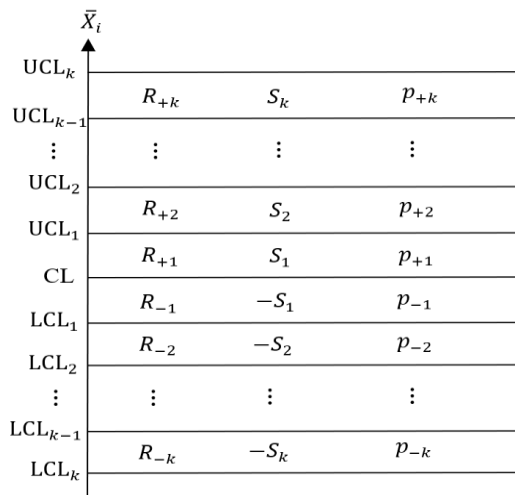 X̄ᵢ
UCLₖ
R₊ₖ Sₖ p₊ₖ
UCLₖ₋₁
⋮ ⋮ ⋮ ⋮
UCL₂
R₊₂ S₂ p₊₂
UCL₁
R₊₁ S₁ p₊₁
CL
R₋₁ −S₁ p₋₁
LCL₁
R₋₂ −S₂ p₋₂
LCL₂
⋮ ⋮ ⋮ ⋮
LCLₖ₋₁
R₋ₖ −Sₖ p₋ₖ
LCLₖ